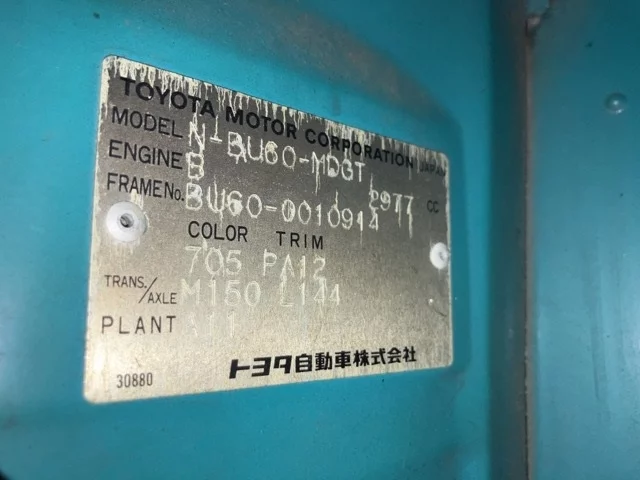 TOYOTA MOTOR CORPORATION JAPAN
MODEL N-BU60-MDGT
ENGINE B 2977 CC
FRAME No. BU60-0010914
COLOR TRIM
705 PA12
TRANS./AXLE M150 L144
PLANT
トヨタ自動車株式会社
30880